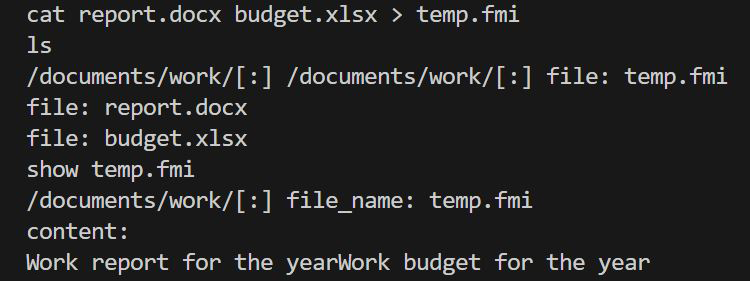 cat report.docx budget.xlsx > temp.fmi
ls
/documents/work/[:] /documents/work/[:] file: temp.fmi
file: report.docx
file: budget.xlsx
show temp.fmi
/documents/work/[:] file_name: temp.fmi
content:
Work report for the yearWork budget for the year